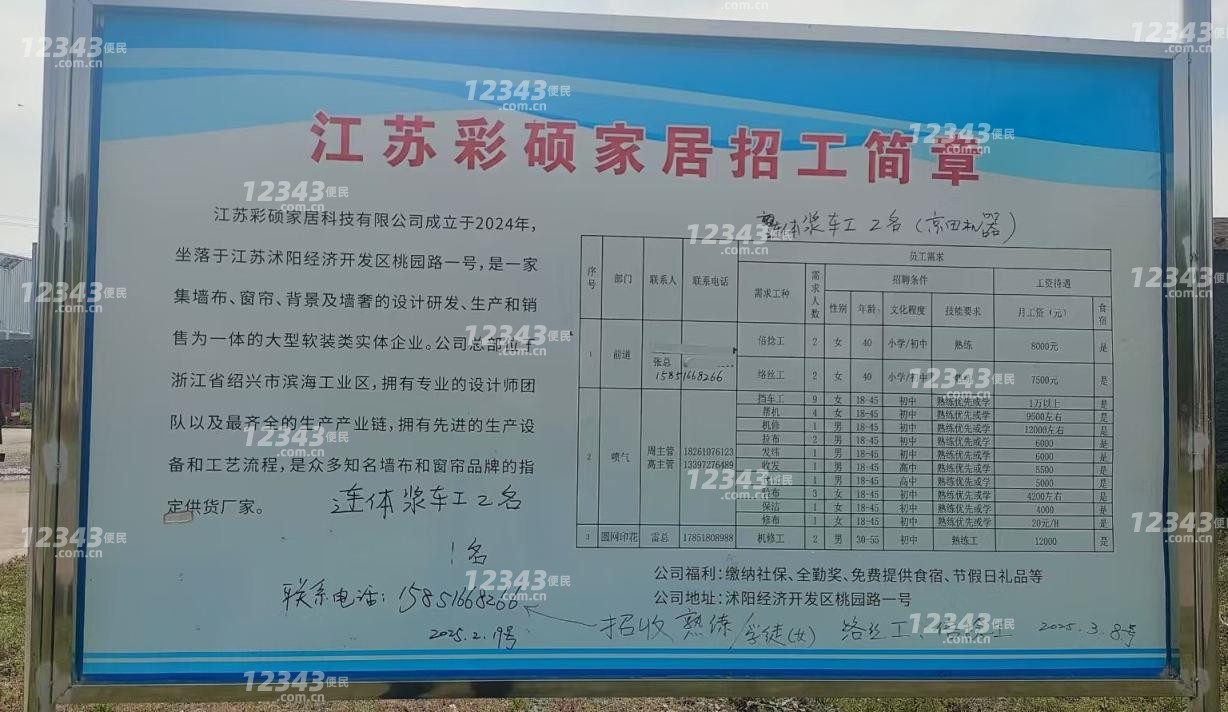 江苏彩硕家居招工简章
江苏彩硕家居科技有限公司成立于2024年，
坐落于江苏沭阳经济开发区桃园路一号，是一家
集墙布、窗帘、背景及墙奢的设计研发、生产和销
售为一体的大型软装类实体企业。公司总部位于
浙江省绍兴市滨海工业区，拥有专业的设计师团
队以及最齐全的生产产业链，拥有先进的生产设
备和工艺流程，是众多知名墙布和窗帘品牌的指
定供货厂家。
连体浆车工2名
1名
联系电话：15851668266
2025.2.19号
体浆车工2名（京田机器）
序号 部门 联系人 联系电话 员工需求
需求工种 需求人数 招聘条件 工资待遇
性别 年龄 文化程度 技能要求 月工资（元） 食宿
1 前道 张总 15851668266 倍捻工 2 女 40 小学/初中 熟练 8000元 是
络丝工 2 女 40 小学/初中 熟练 7500元 是
2 喷气 周主管 18261076123 高主管 13397276489
挡车工 9 女 18-45 初中 熟练优先或学 1万以上 是
帮机 4 女 18-45 初中 熟练优先或学 9500左右 是
机修 1 男 18-45 初中 熟练优先或学 12000左右 是
拉布 2 男 18-45 初中 熟练优先或学 6000 是
发纬 1 男 18-45 初中 熟练优先或学 6000 是
收发 1 男 18-45 高中 熟练优先或学 5500 是
1 女 18-45 高中 熟练优先或学 5000 是
布 3 女 18-45 初中 熟练优先或学 4200左右 是
保洁 1 女 18-45 初中 熟练优先或学 4000 是
修布 1 女 18-45 初中 熟练优先或学 20元/H 是
3 圆网印花 雷总 17851808988 机修工 2 男 30-55 初中 熟练工 12000 是
公司福利：缴纳社保、全勤奖、免费提供食宿、节假日礼品等
公司地址：沭阳经济开发区桃园路一号
招收熟练/学徒（女） 络丝工、倍捻工 2025.3.8号
12343便民
.com.cn